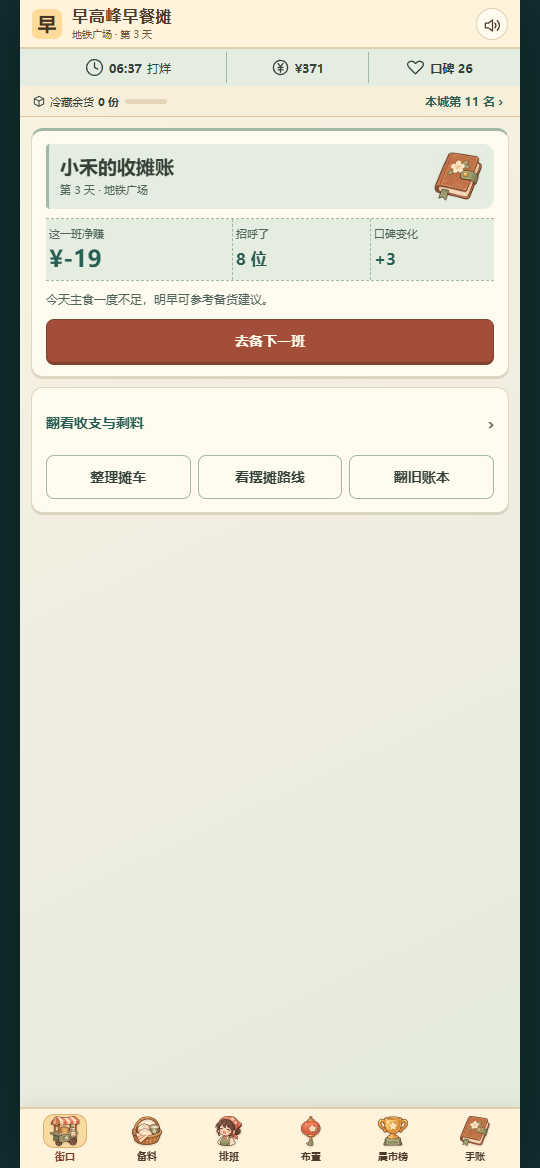 早
早高峰早餐摊
地铁广场 · 第 3 天
06:37 打烊
¥371
口碑 26
冷藏余货 0 份
本城第 11 名 ›
小禾的收摊账
第 3 天 · 地铁广场
这一班净赚
¥-19
招呼了
8 位
口碑变化
+3
今天主食一度不足，明早可参考备货建议。
去备下一班
翻看收支与剩料 ›
整理摊车
看摆摊路线
翻旧账本
街口
备料
排班
布置
晨市榜
手账